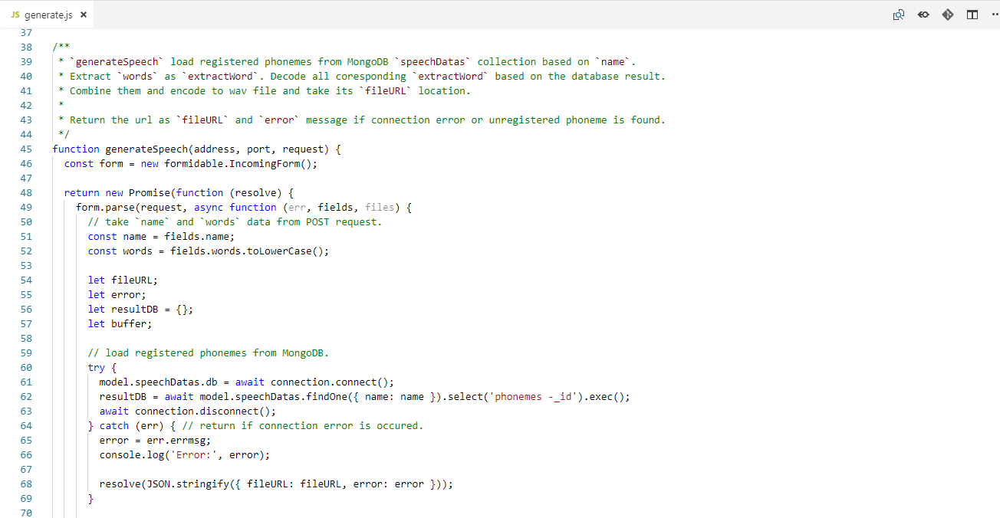 JS generate.js ×
37
38 /**
39  * `generateSpeech` load registered phonemes from MongoDB `speechDatas` collection based on `name`.
40  * Extract `words` as `extractWord`. Decode all coresponding `extractWord` based on the database result.
41  * Combine them and encode to wav file and take its `fileURL` location.
42  *
43  * Return the url as `fileURL` and `error` message if connection error or unregistered phoneme is found.
44  */
45 function generateSpeech(address, port, request) {
46   const form = new formidable.IncomingForm();
47
48   return new Promise(function (resolve) {
49     form.parse(request, async function (err, fields, files) {
50       // take `name` and `words` data from POST request.
51       const name = fields.name;
52       const words = fields.words.toLowerCase();
53
54       let fileURL;
55       let error;
56       let resultDB = {};
57       let buffer;
58
59       // load registered phonemes from MongoDB.
60       try {
61         model.speechDatas.db = await connection.connect();
62         resultDB = await model.speechDatas.findOne({ name: name }).select('phonemes -_id').exec();
63         await connection.disconnect();
64       } catch (err) { // return if connection error is occured.
65         error = err.errmsg;
66         console.log('Error:', error);
67
68         resolve(JSON.stringify({ fileURL: fileURL, error: error }));
69       }
70